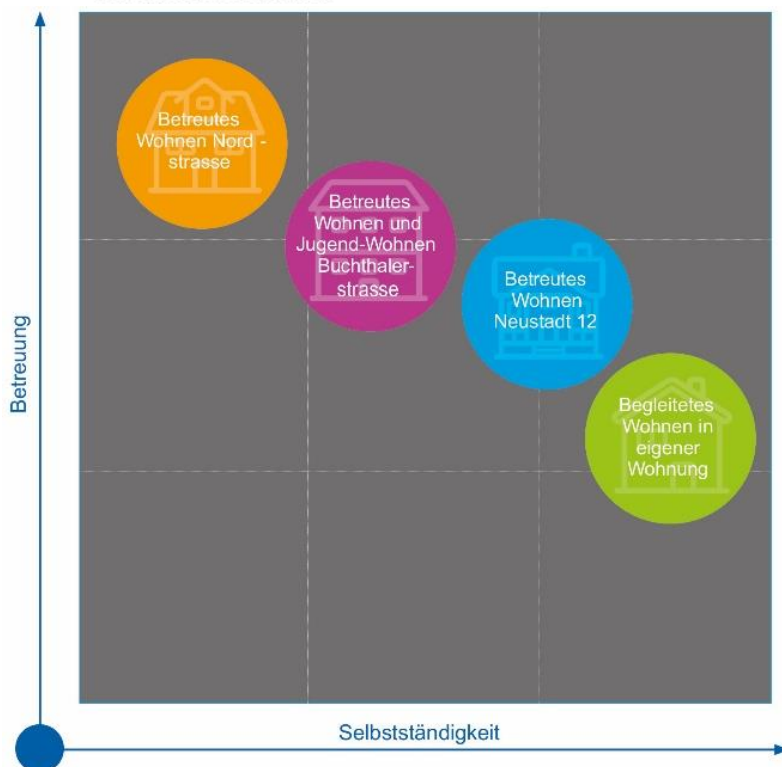 Betreutes
Wohnen Nord -
strasse
Betreutes
Wohnen und
Jugend-Wohnen
Buchthaler-
strasse
Betreutes
Wohnen
Neustadt 12
Begleitetes
Wohnen in
eigener
Wohnung
Betreuung
Selbstständigkeit